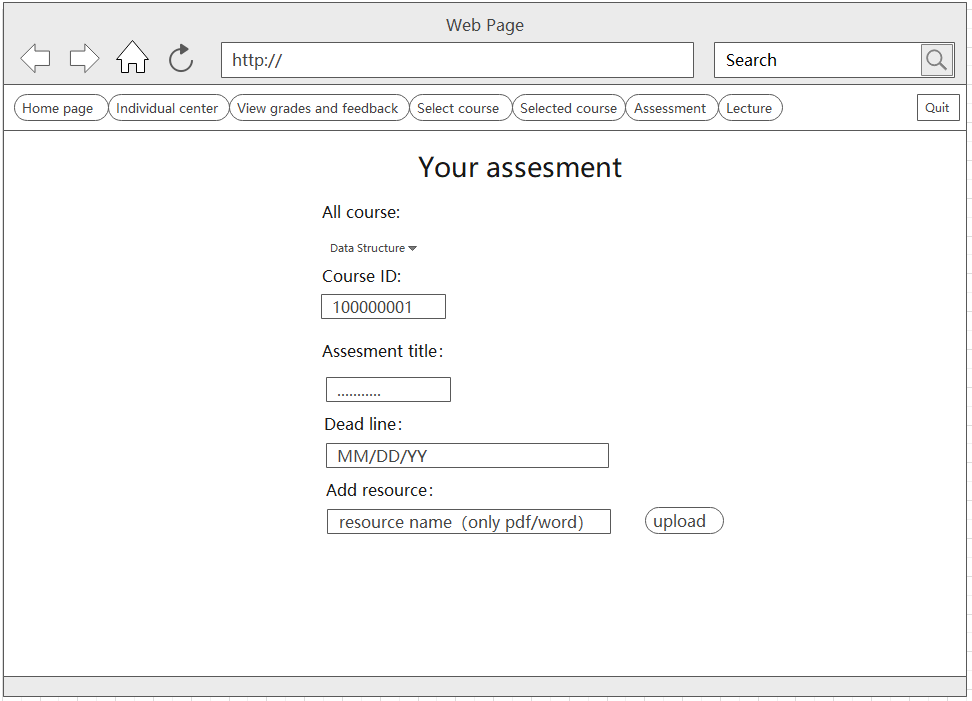 Web Page
http://
Search
Home page Individual center View grades and feedback Select course Selected course Assessment Lecture Quit
Your assesment
All course:
Data Structure
Course ID:
100000001
Assesment title:
...........
Dead line:
MM/DD/YY
Add resource:
resource name (only pdf/word) upload